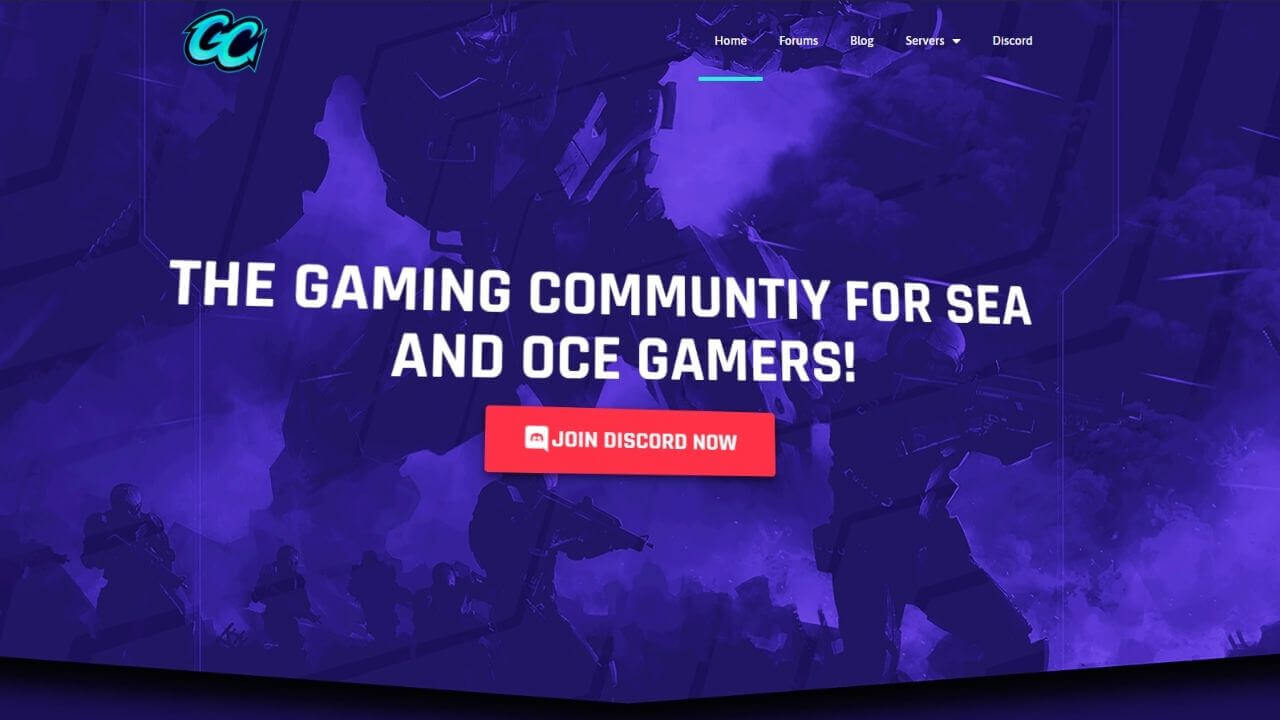 GC
Home
Forums
Blog
Servers
Discord
THE GAMING COMMUNTIY FOR SEA
AND OCE GAMERS!
JOIN DISCORD NOW